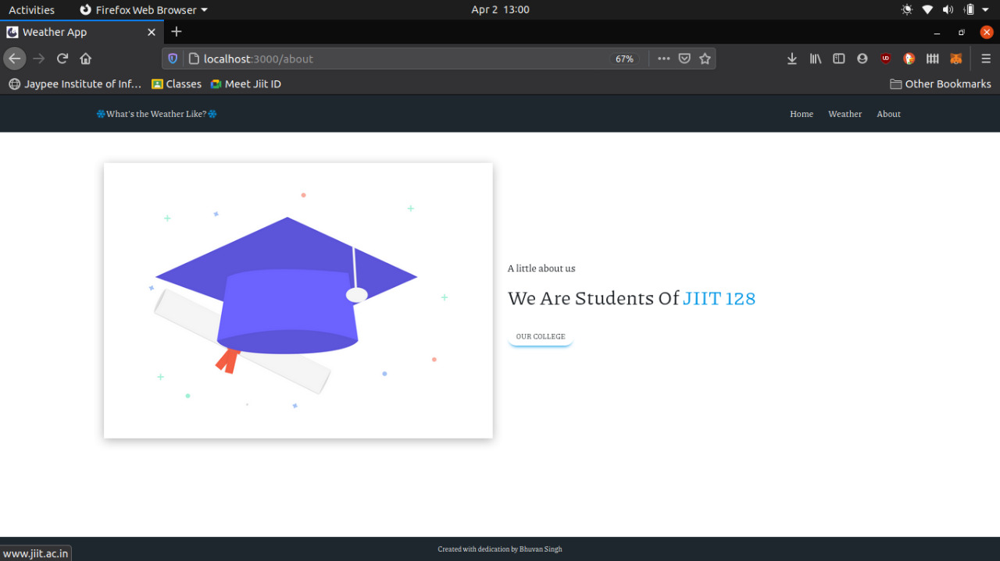 Activities Firefox Web Browser Apr 2 13:00
Weather App
localhost:3000/about 67%
Jaypee Institute of Inf... Classes Meet Jiit ID Other Bookmarks
What's the Weather Like? Home Weather About
A little about us
We Are Students Of JIIT 128
OUR COLLEGE
Created with dedication by Bhuvan Singh
www.jiit.ac.in